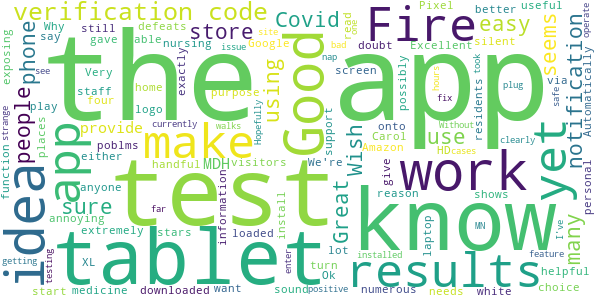 verification code
Covid
store
Fire
easy
better
useful
Pixel
Why
say
still
gave
able
defeats
nursing
Google
vite
read
one
Excellent
silent
issue
bad
nap
doubt
exposing
phone
the app
Good
using
seems
notification
people
Very
staff
four
home
logo
exactly
purpose
screen
possibly
via
any
see
hours
fix
plug
operate
safe
Automatically
took
residents
Without
play
places
currently
walks
Hopefully
support
onto
Carol
Amazon
HD
cases
clearly
strange
function
idea
app
either
poblms
provide
make
handful
MDH
visitors
We're
Wish
use
work
yet
many
test
know
sure
anyone
annoying
extremely
stars
reason
give
shows
laptop
MN
I've
feature
personal
Great
information
install
lot
tablet
results
far
loaded
turn
Ok
installed
helpful
getting
testing
XL
start
medicine
downloaded
want
sound
positive
enter
numerous
needs
white
choice